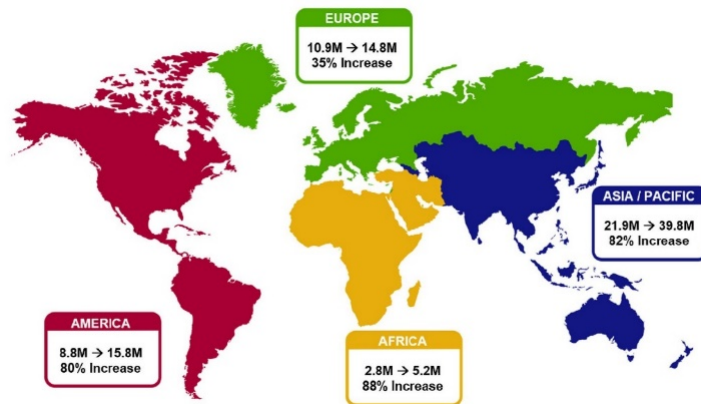 EUROPE
10.9M → 14.8M
35% Increase
ASIA / PACIFIC
21.9M → 39.8M
82% Increase
AMERICA
8.8M → 15.8M
80% Increase
AFRICA
2.8M → 5.2M
88% Increase